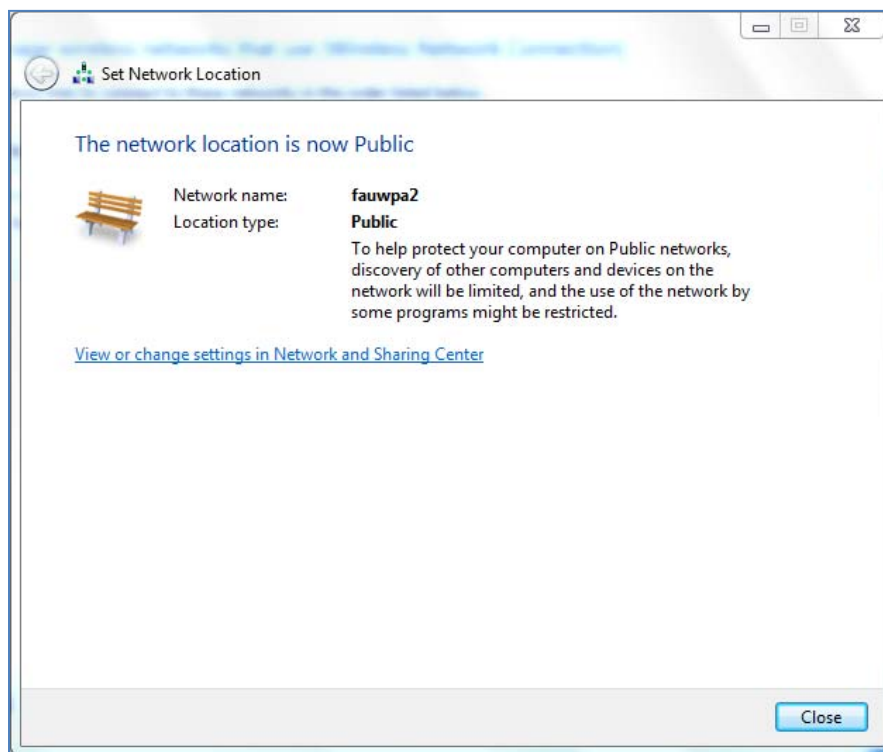 Set Network Location
The network location is now Public
Network name: fauwpa2
Location type: Public
To help protect your computer on Public networks,
discovery of other computers and devices on the
network will be limited, and the use of the network by
some programs might be restricted.
View or change settings in Network and Sharing Center
Close